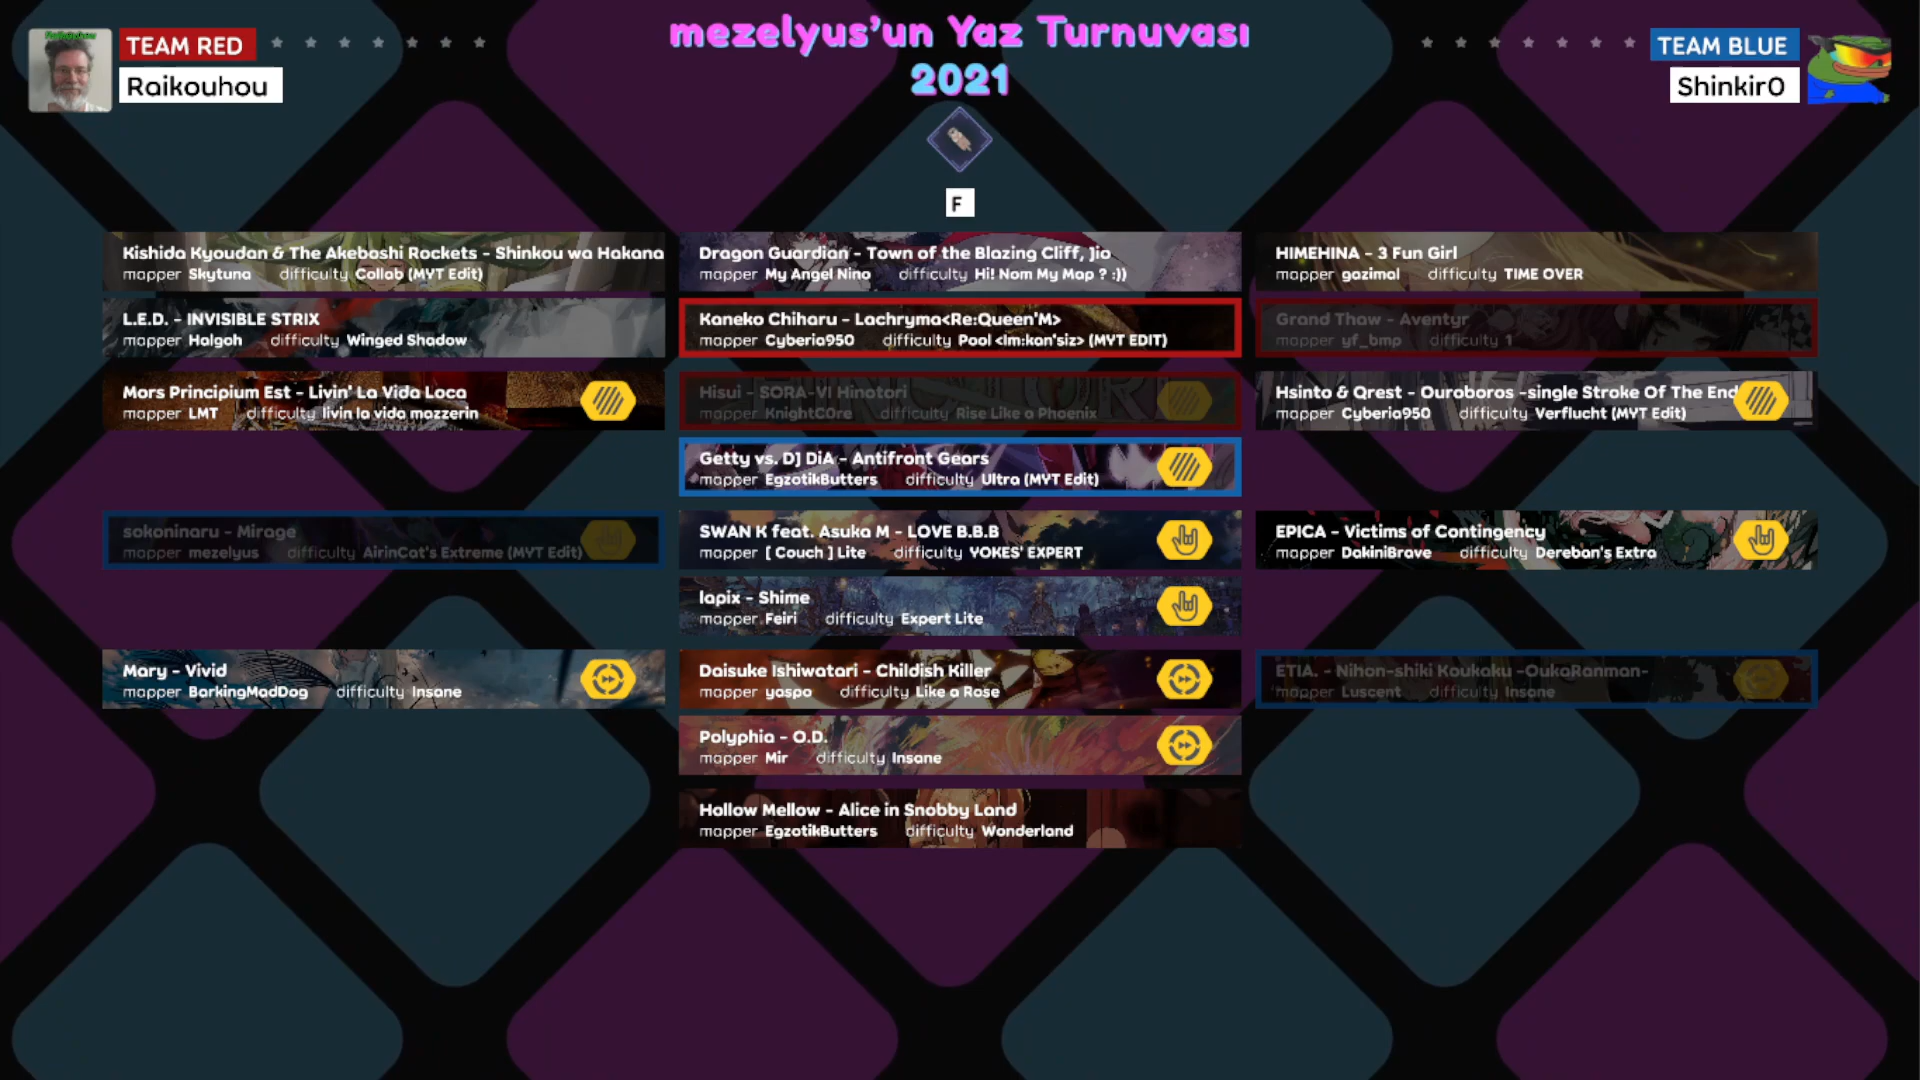 mezelyus'un Yaz Turnuvası
2021
TEAM RED
Raikouhou
TEAM BLUE
Shinkir0
F
Kishida Kyoudan & The Akeboshi Rockets - Shinkou wa Hakana
mapper Skytuna difficulty Collab (MYT Edit)
Dragon Guardian - Town of the Blazing Cliff, Jio
mapper My Angel Nino difficulty Hi! Nom My Map ? :))
HIMEHINA - 3 Fun Girl
mapper gazimal difficulty TIME OVER
L.E.D. - INVISIBLE STRIX
mapper Halgoh difficulty Winged Shadow
Kaneko Chiharu - Lachryma<Re:Queen'M>
mapper Cyberia950 difficulty Pool <Im:kan'siz> (MYT EDIT)
Grand Thaw - Aventyr
mapper yf_bmp difficulty 1
Mors Principium Est - Livin' La Vida Loca
mapper LMT difficulty livin la vida mazzerin
Hisui - SORA-VI Hinotori
mapper KnightC0re difficulty Rise Like a Phoenix
Hsinto & Qrest - Ouroboros -single Stroke Of The End
mapper Cyberia950 difficulty Verflucht (MYT Edit)
Getty vs. DJ DiA - Antifront Gears
mapper EgzotikButters difficulty Ultra (MYT Edit)
sokoninaru - Mirage
mapper mezelyus difficulty AirinCat's Extreme (MYT Edit)
SWAN K feat. Asuka M - LOVE B.B.B
mapper [ Couch ] Lite difficulty YOKES' EXPERT
EPICA - Victims of Contingency
mapper DakiniBrave difficulty Dereban's Extra
lapix - Shime
mapper Feiri difficulty Expert Lite
Mary - Vivid
mapper BarkingMadDog difficulty Insane
Daisuke Ishiwatari - Childish Killer
mapper yaspo difficulty Like a Rose
ETIA. - Nihon-shiki Koukaku -OukaRanman-
mapper Luscent difficulty Insane
Polyphia - O.D.
mapper Mir difficulty Insane
Hollow Mellow - Alice in Snobby Land
mapper EgzotikButters difficulty Wonderland